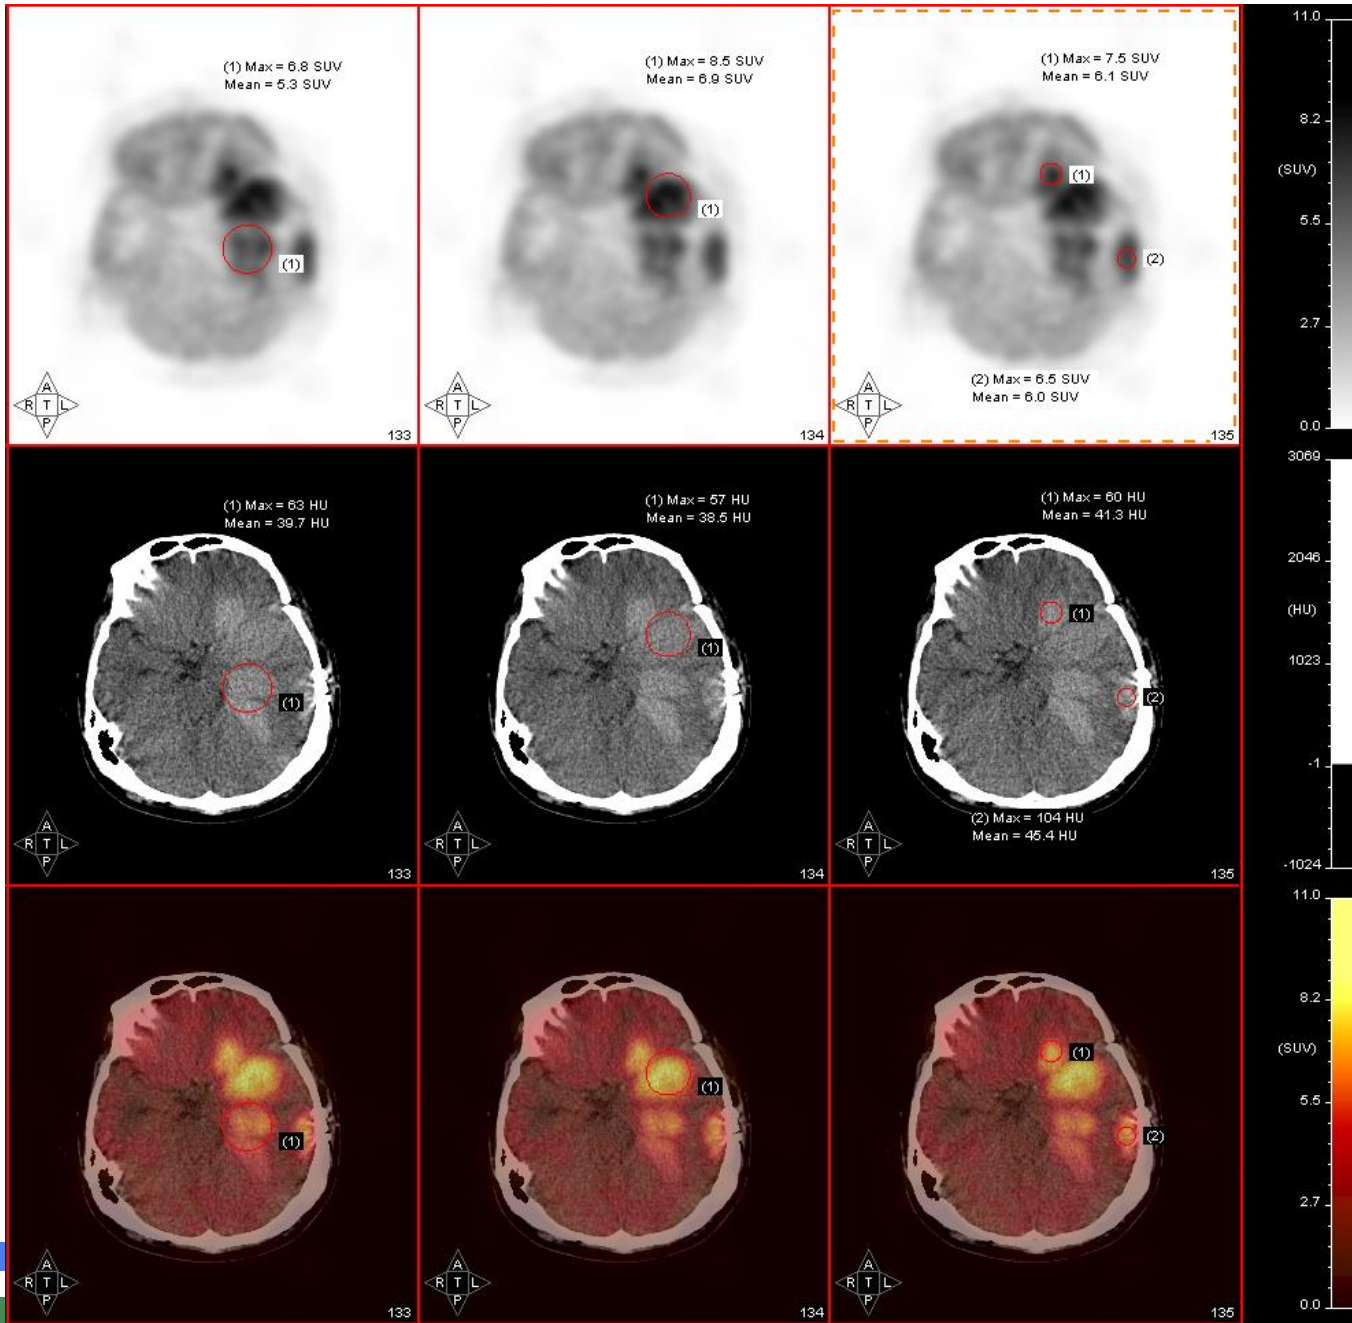 (1) Max = 6.8 SUV
Mean = 5.3 SUV
(1)
A
R T L
P
133
(1) Max = 8.5 SUV
Mean = 6.9 SUV
(1)
A
R T L
P
134
(1) Max = 7.5 SUV
Mean = 6.1 SUV
(1)
(2)
(2) Max = 6.5 SUV
Mean = 6.0 SUV
A
R T L
P
135
11.0
8.2
(SUV)
5.5
2.7
0.0
(1) Max = 63 HU
Mean = 39.7 HU
(1)
A
R T L
P
133
(1) Max = 57 HU
Mean = 38.5 HU
(1)
A
R T L
P
134
(1) Max = 60 HU
Mean = 41.3 HU
(1)
(2)
(2) Max = 104 HU
Mean = 45.4 HU
A
R T L
P
135
3069
2046
(HU)
1023
-1
-1024
(1)
A
R T L
P
133
(1)
A
R T L
P
134
(1)
(2)
A
R T L
P
135
11.0
8.2
(SUV)
5.5
2.7
0.0